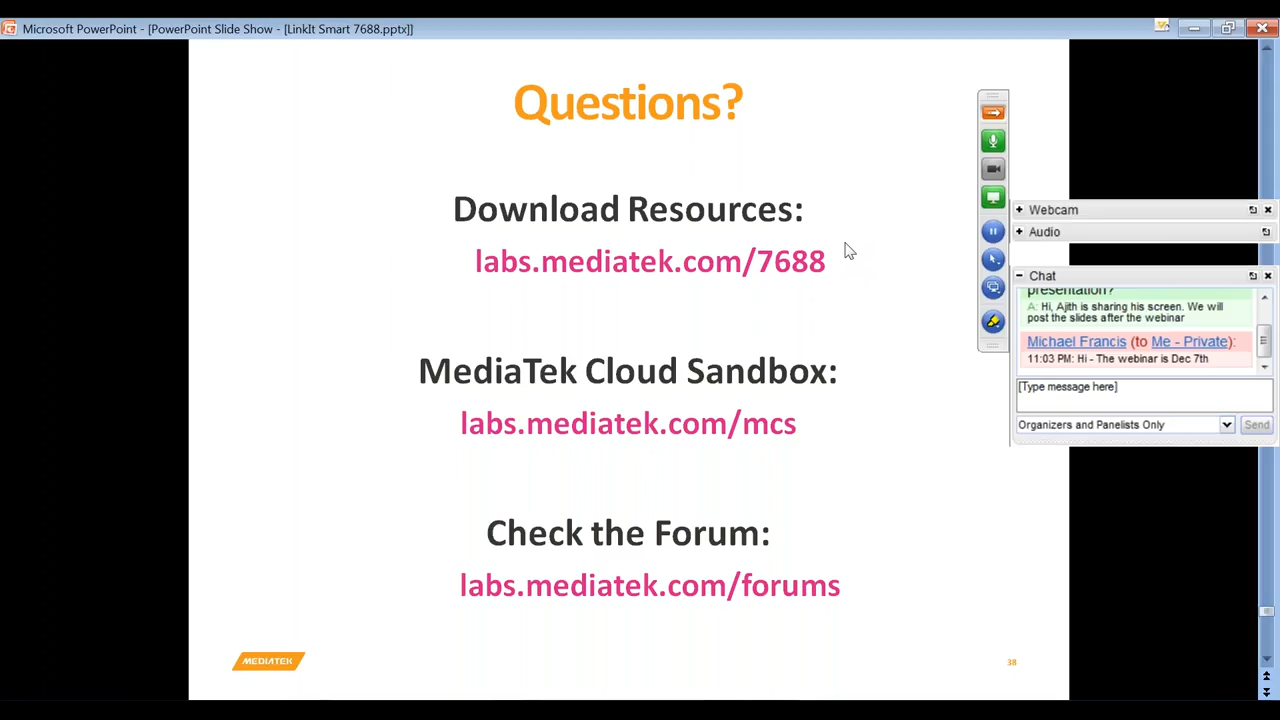 Microsoft PowerPoint - [PowerPoint Slide Show - [LinkIt Smart 7688.pptx]]
Questions?
Download Resources:
labs.mediatek.com/7688
MediaTek Cloud Sandbox:
labs.mediatek.com/mcs
Check the Forum:
labs.mediatek.com/forums
MEDIATEK
38
Webcam
Audio
Chat
presentation?
A: Hi, Ajith is sharing his screen. We will
post the slides after the webinar
Michael Francis (to Me - Private):
11:03 PM: Hi - The webinar is Dec 7th
[Type message here]
Organizers and Panelists Only
Send